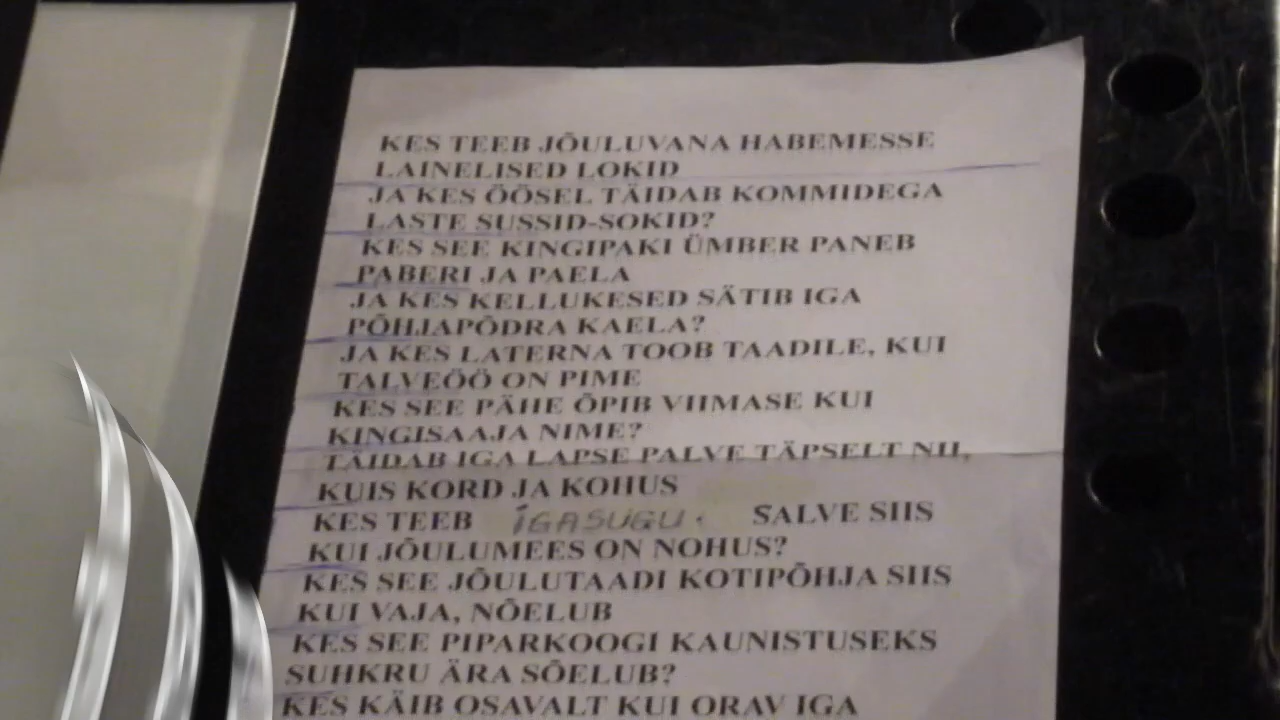 KES TEEB JÕULUVANA HABEMESSE
LAINELISED LOKID
JA KES ÖÖSEL TÄIDAB KOMMIDEGA
LASTE SUSSID-SOKID?
KES SEE KINGIPAKI ÜMBER PANEB
PABERI JA PAELA
JA KES KELLUKESED SÄTIB IGA
PÕHJAPÕDRA KAELA?
JA KES LATERNA TOOB TAADILE, KUI
TALVEÖÖ ON PIME
KES SEE PÄHE ÕPIB VIIMASE KUI
KINGISAAJA NIME?
TÄIDAB IGA LAPSE PALVE TÄPSELT NII,
KUIS KORD JA KOHUS
KES TEEB IGASUGU. SALVE SIIS
KUI JÕULUMEES ON NOHUS?
KES SEE JÕULUTAADI KOTIPÕHJA SIIS
KUI VAJA, NÕELUB
KES SEE PIPARKOOGI KAUNISTUSEKS
SUHKRU ÄRA SÕELUB?
KES KÄIB OSAVALT KUI ORAV IGA